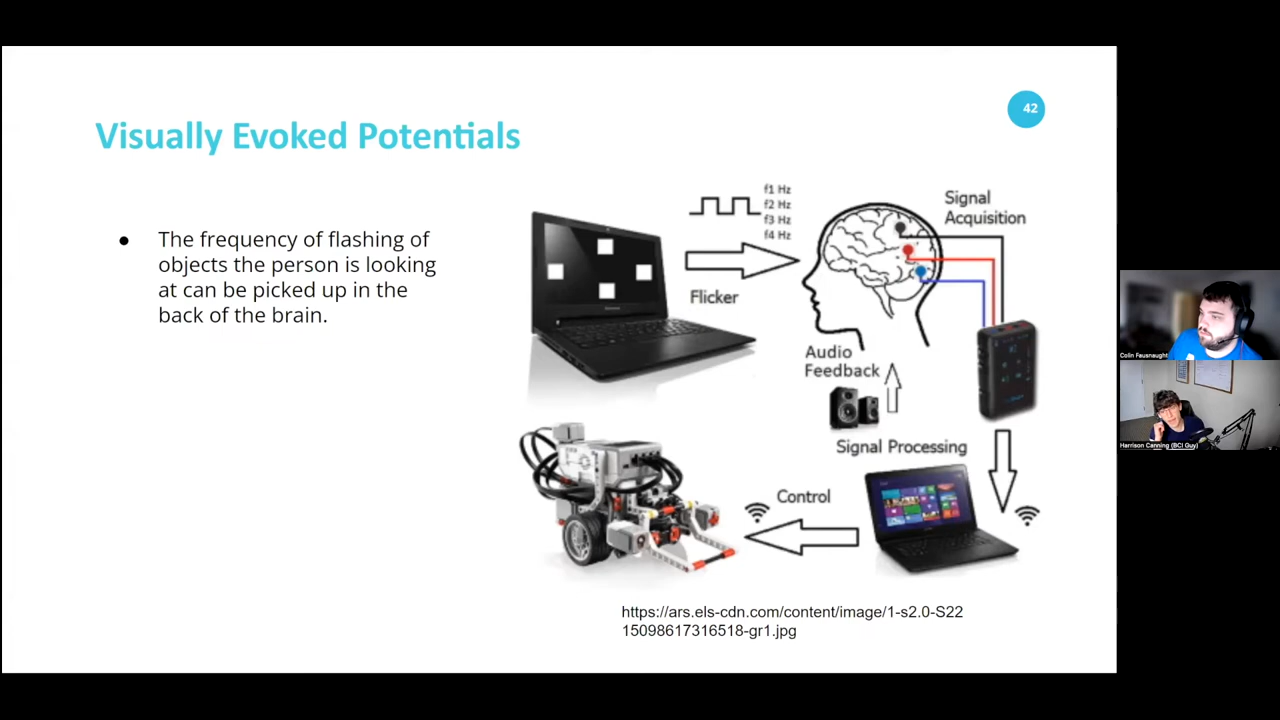 42
Visually Evoked Potentials
● The frequency of flashing of
objects the person is looking
at can be picked up in the
back of the brain.
f1 Hz
f2 Hz
f3 Hz
f4 Hz
Flicker
Signal
Acquisition
Audio
Feedback
Signal Processing
Control
https://ars.els-cdn.com/content/image/1-s2.0-S22
15098617316518-gr1.jpg
Colin Fausnaught
Harrison Canning (BCI Guy)